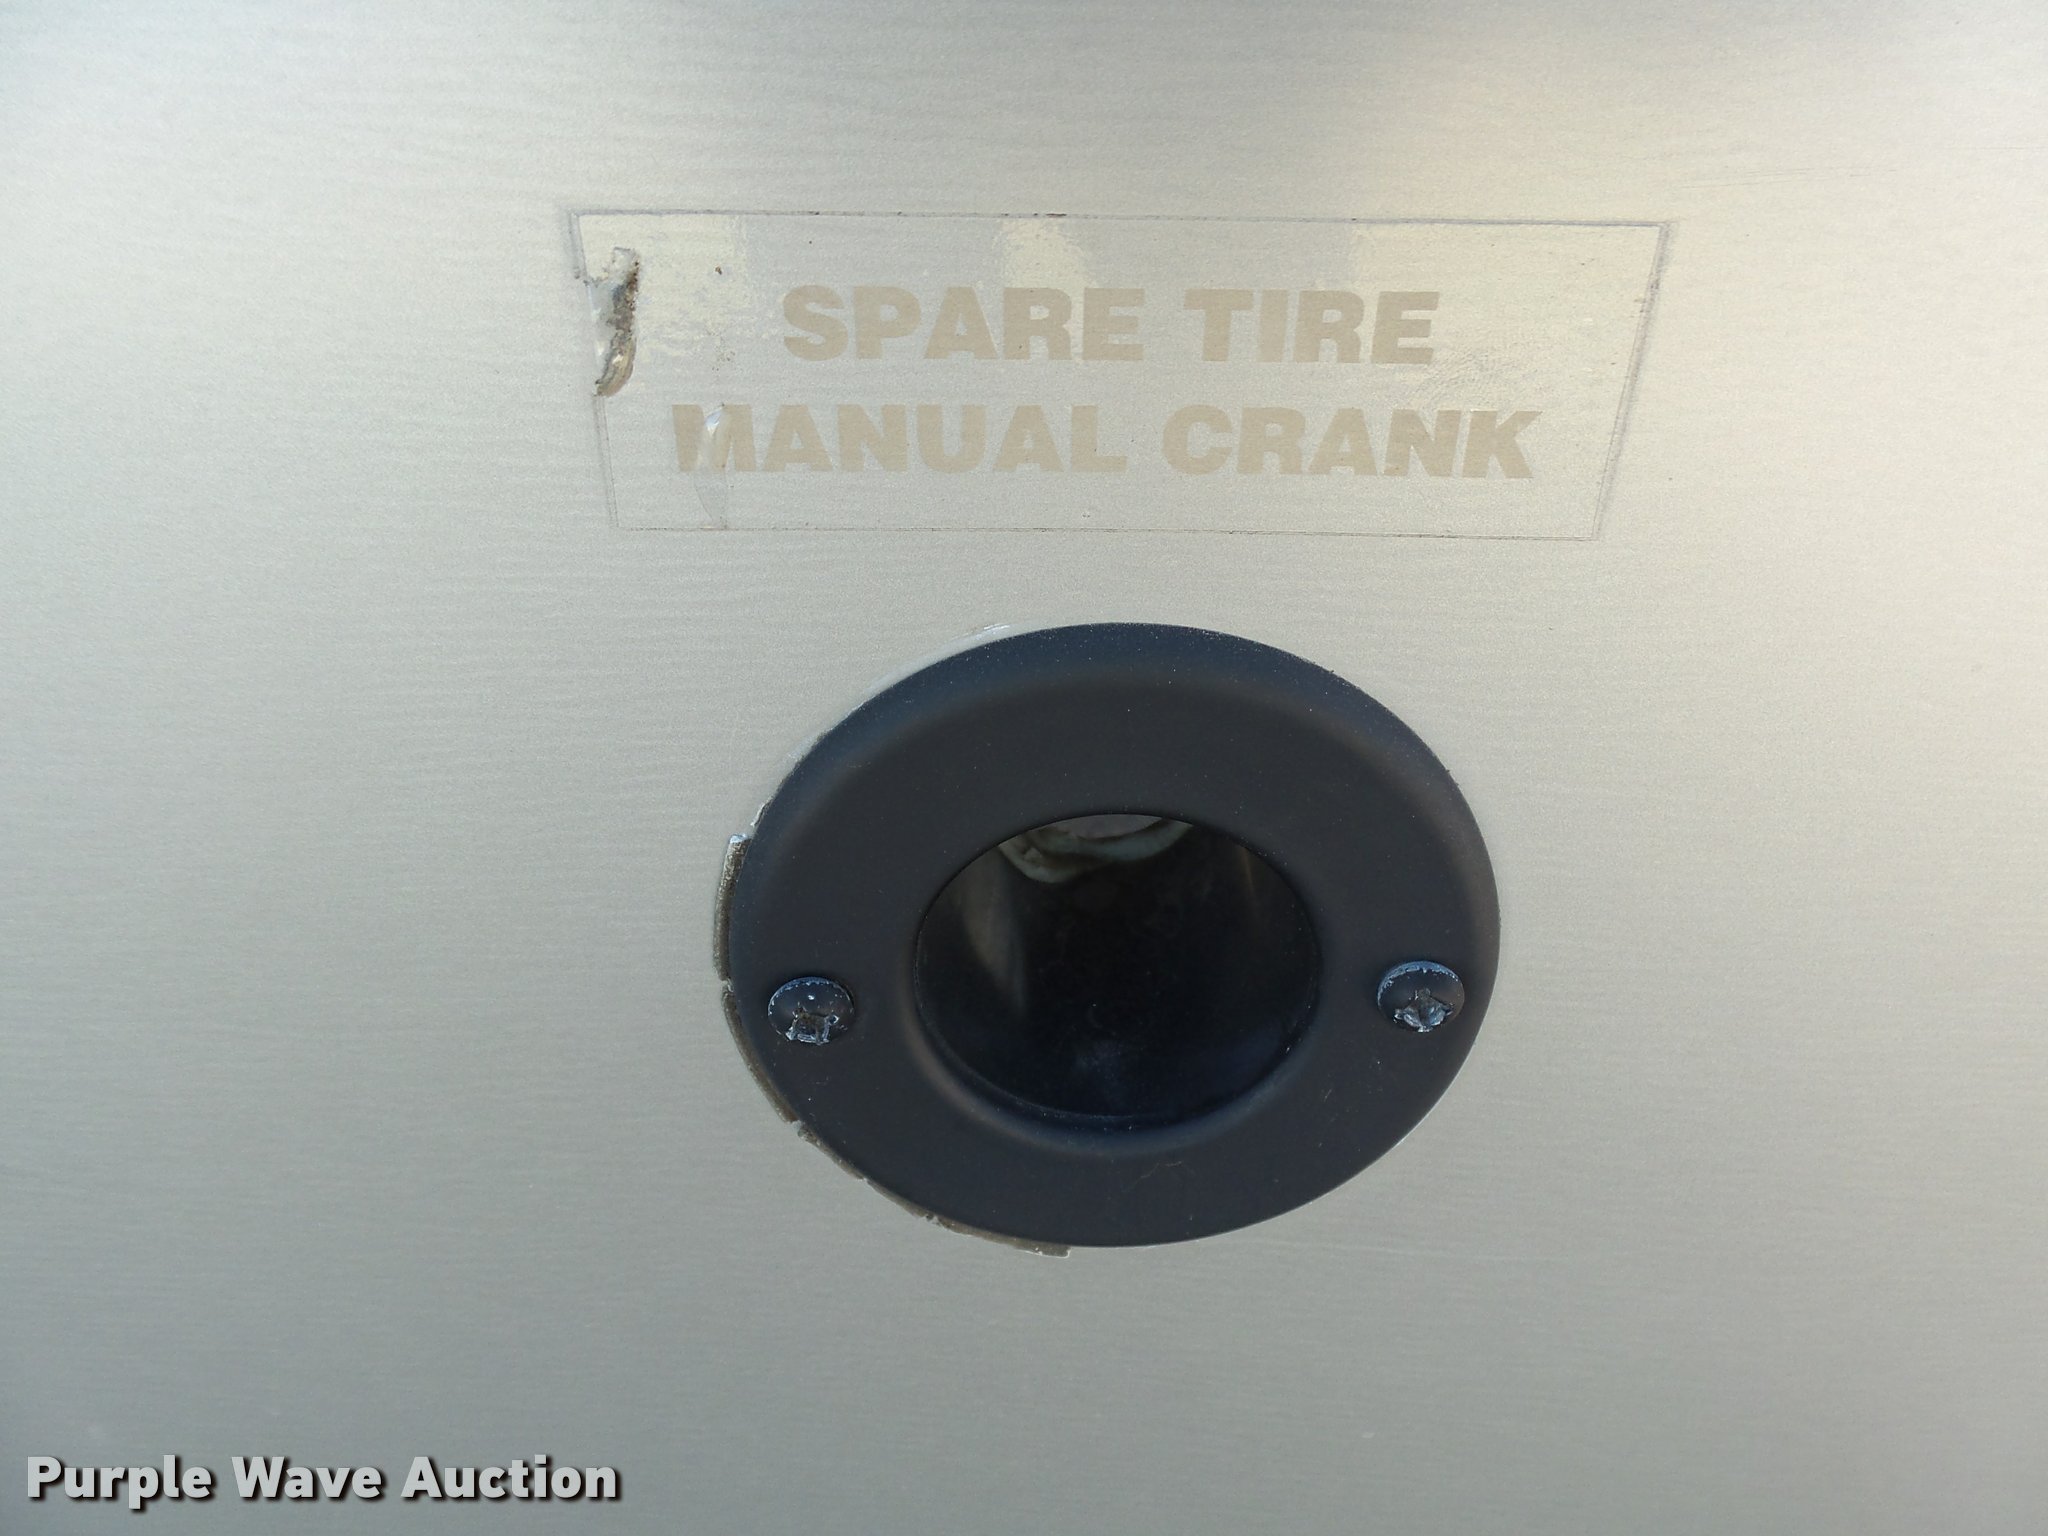 SPARE TIRE
MANUAL CRANK
Purple Wave Auction